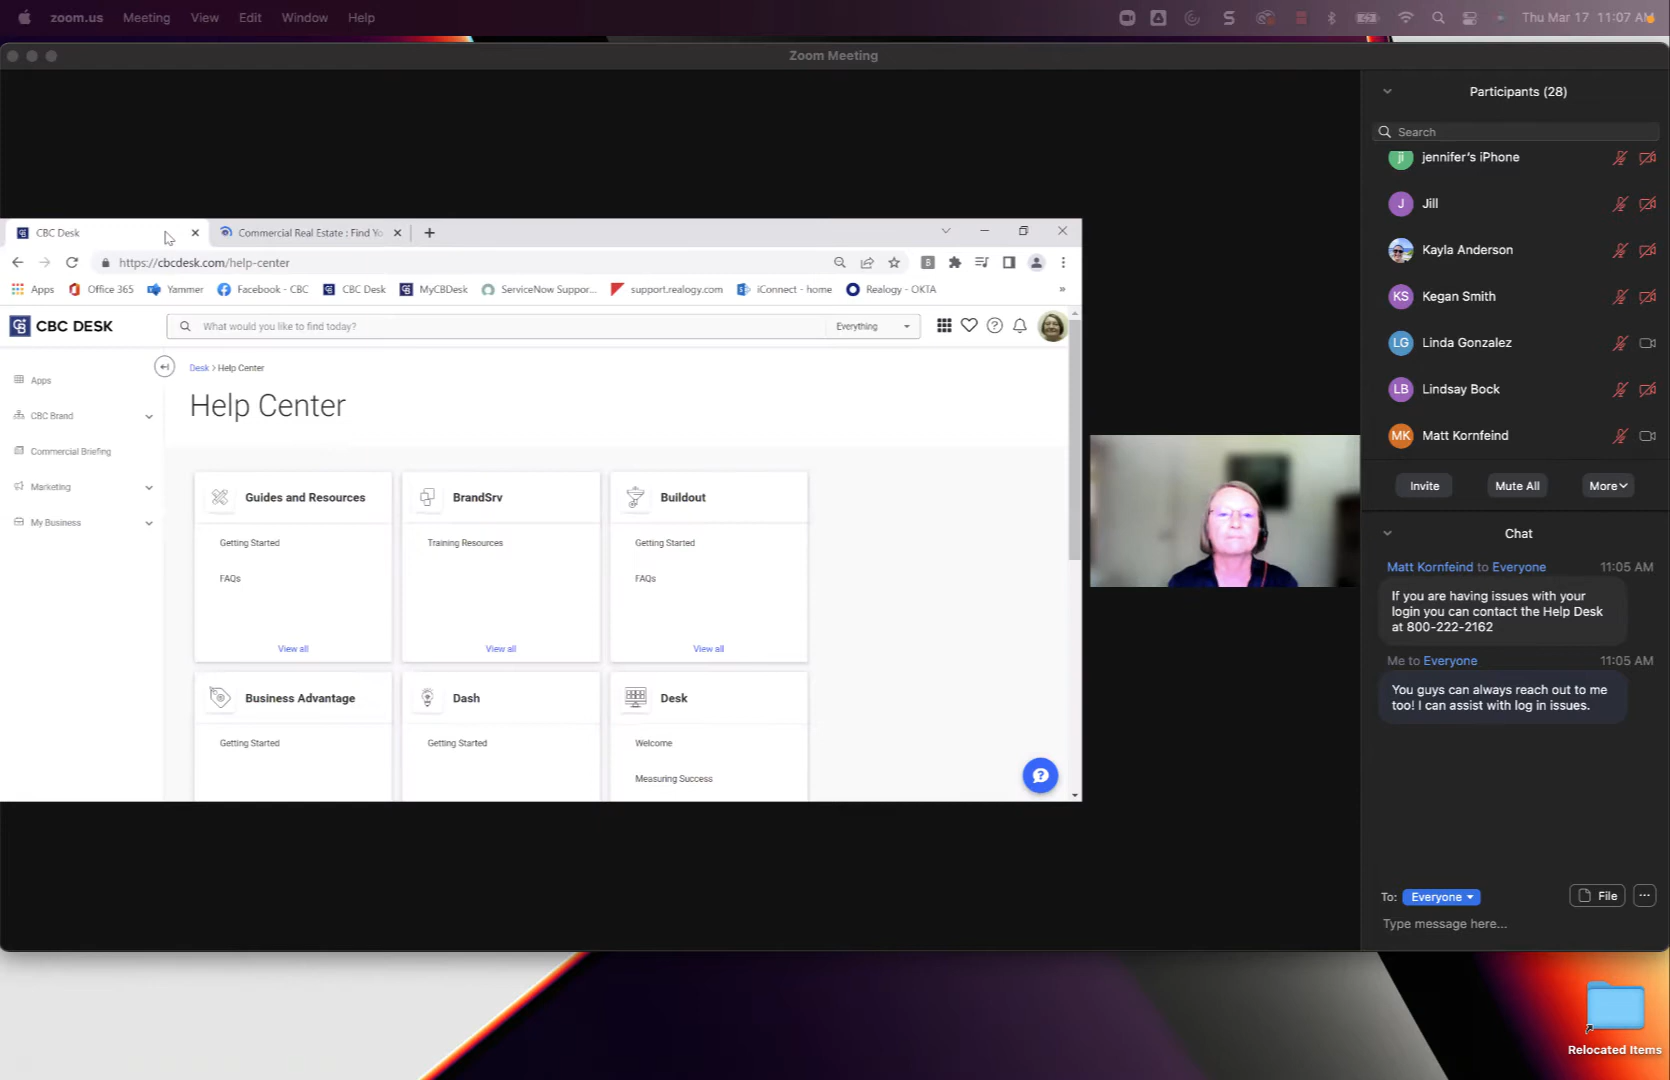 zoom.us Meeting View Edit Window Help
Thu Mar 17 11:07 AM
Zoom Meeting
Participants (28)
Search
ji jennifer's iPhone
J Jill
Kayla Anderson
KS Kegan Smith
LG Linda Gonzalez
LB Lindsay Bock
MK Matt Kornfeind
Invite Mute All More
Chat
Matt Kornfeind to Everyone 11:05 AM
If you are having issues with your
login you can contact the Help Desk
at 800-222-2162
Me to Everyone 11:05 AM
You guys can always reach out to me
too! I can assist with log in issues.
To: Everyone File
Type message here...
CBC Desk Commercial Real Estate : Find Yo
https://cbcdesk.com/help-center
Apps Office 365 Yammer Facebook - CBC CBC Desk MyCBDesk ServiceNow Suppor... support.realogy.com iConnect - home Realogy - OKTA »
CBC DESK What would you like to find today? Everything
Desk > Help Center
Help Center
Apps
CBC Brand
Commercial Briefing
Marketing
My Business
Guides and Resources
Getting Started
FAQs
View all
BrandSrv
Training Resources
View all
Buildout
Getting Started
FAQs
View all
Business Advantage
Getting Started
Dash
Getting Started
Desk
Welcome
Measuring Success
Relocated Items